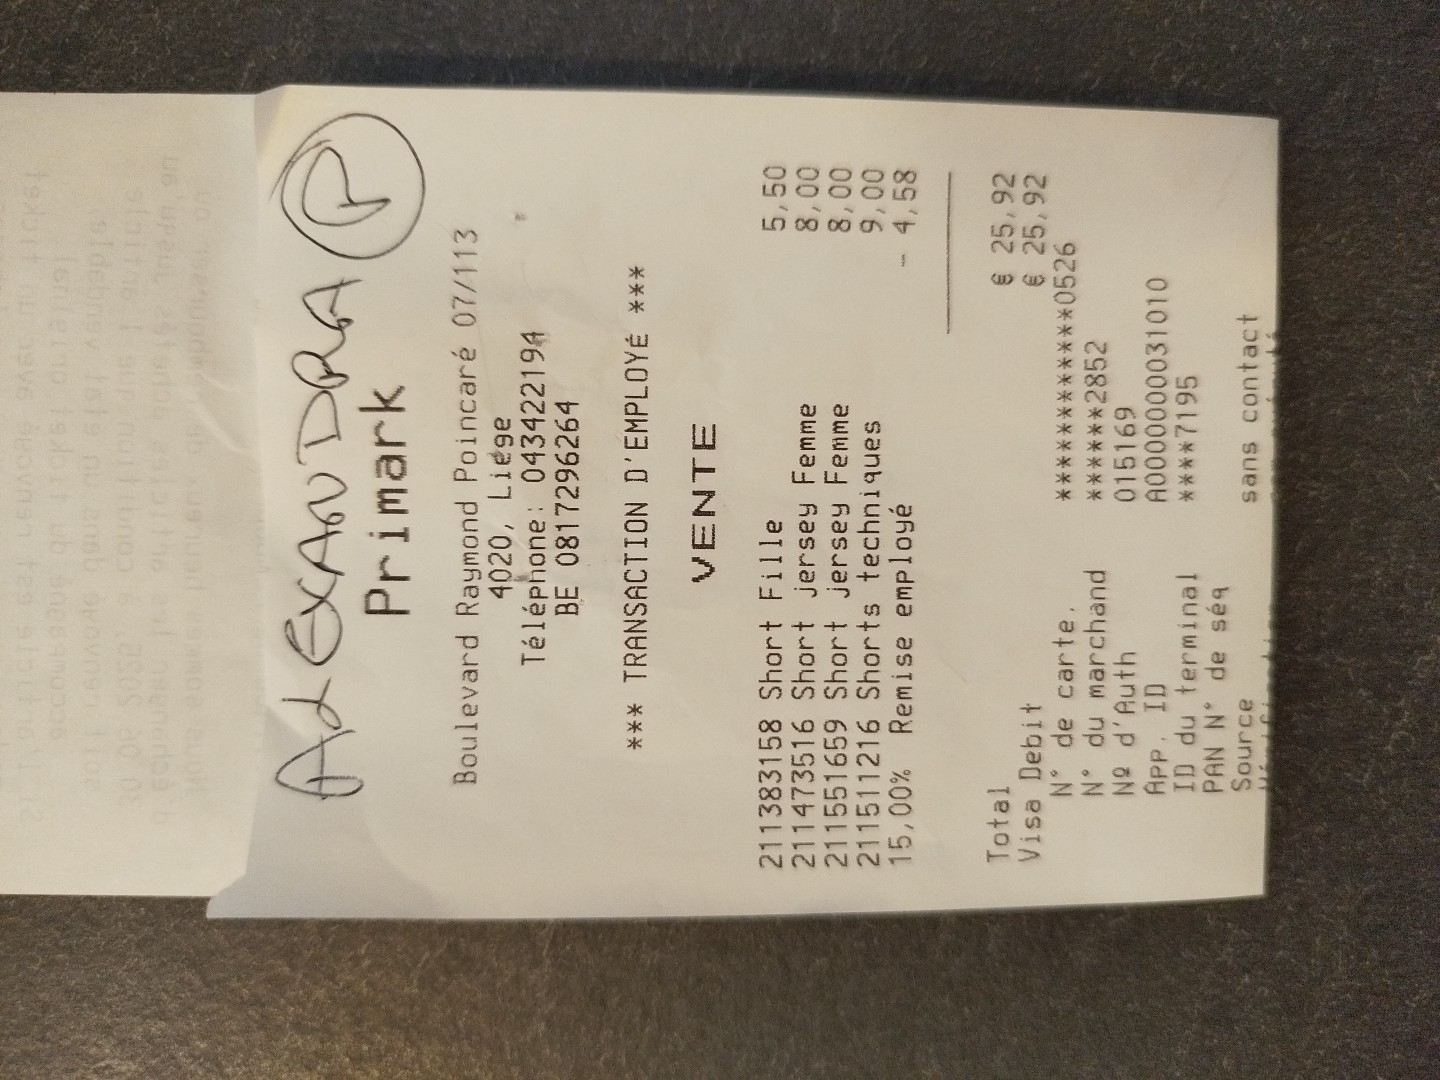 AlEXANDRA P
Primark
Boulevard Raymond Poincaré 07/113
4020, Liège
Téléphone: 043422194
BE 0817296264
*** TRANSACTION D'EMPLOYÉ ***
VENTE
211383158 Short Fille 5,50
211473516 Short jersey Femme 8,00
211551659 Short jersey Femme 8,00
211511216 Shorts techniques 9,00
15,00% Remise employé - 4,58
Total € 25,92
Visa Debit € 25,92
N° de carte. ************0526
N° du marchand ******2852
Nº d'Auth 015169
App. ID A0000000031010
ID du terminal ****7195
PAN N° de séq
Source sans contact